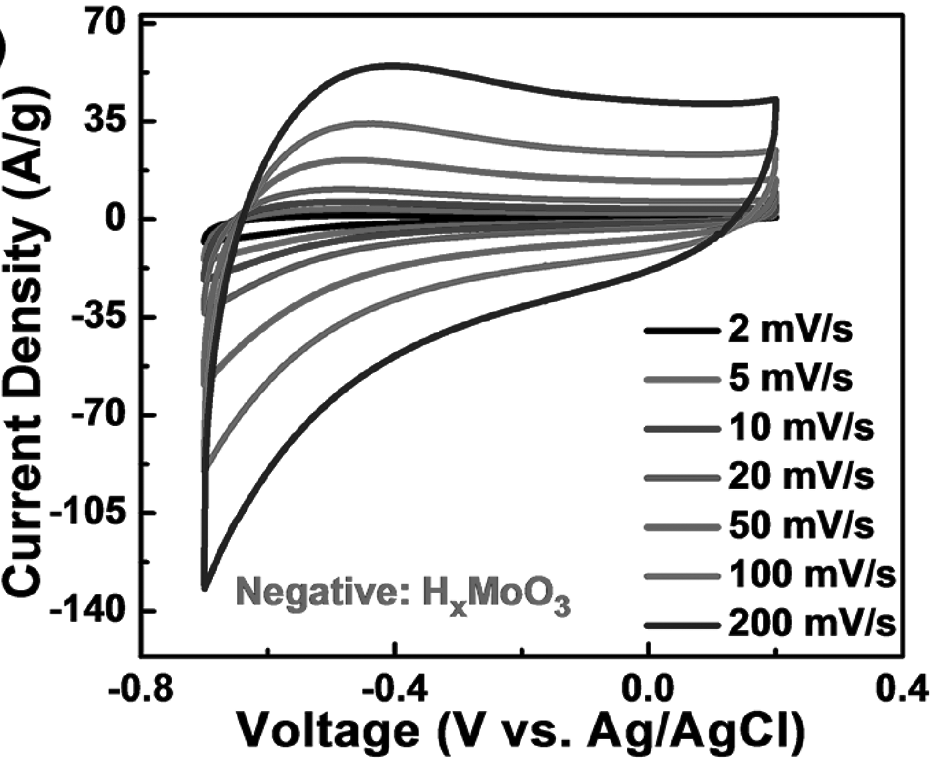 70
35
0
-35
-70
-105
-140
Current Density (A/g)
2 mV/s
5 mV/s
10 mV/s
20 mV/s
50 mV/s
100 mV/s
200 mV/s
Negative: HₓMoO₃
-0.8 -0.4 0.0 0.4
Voltage (V vs. Ag/AgCl)